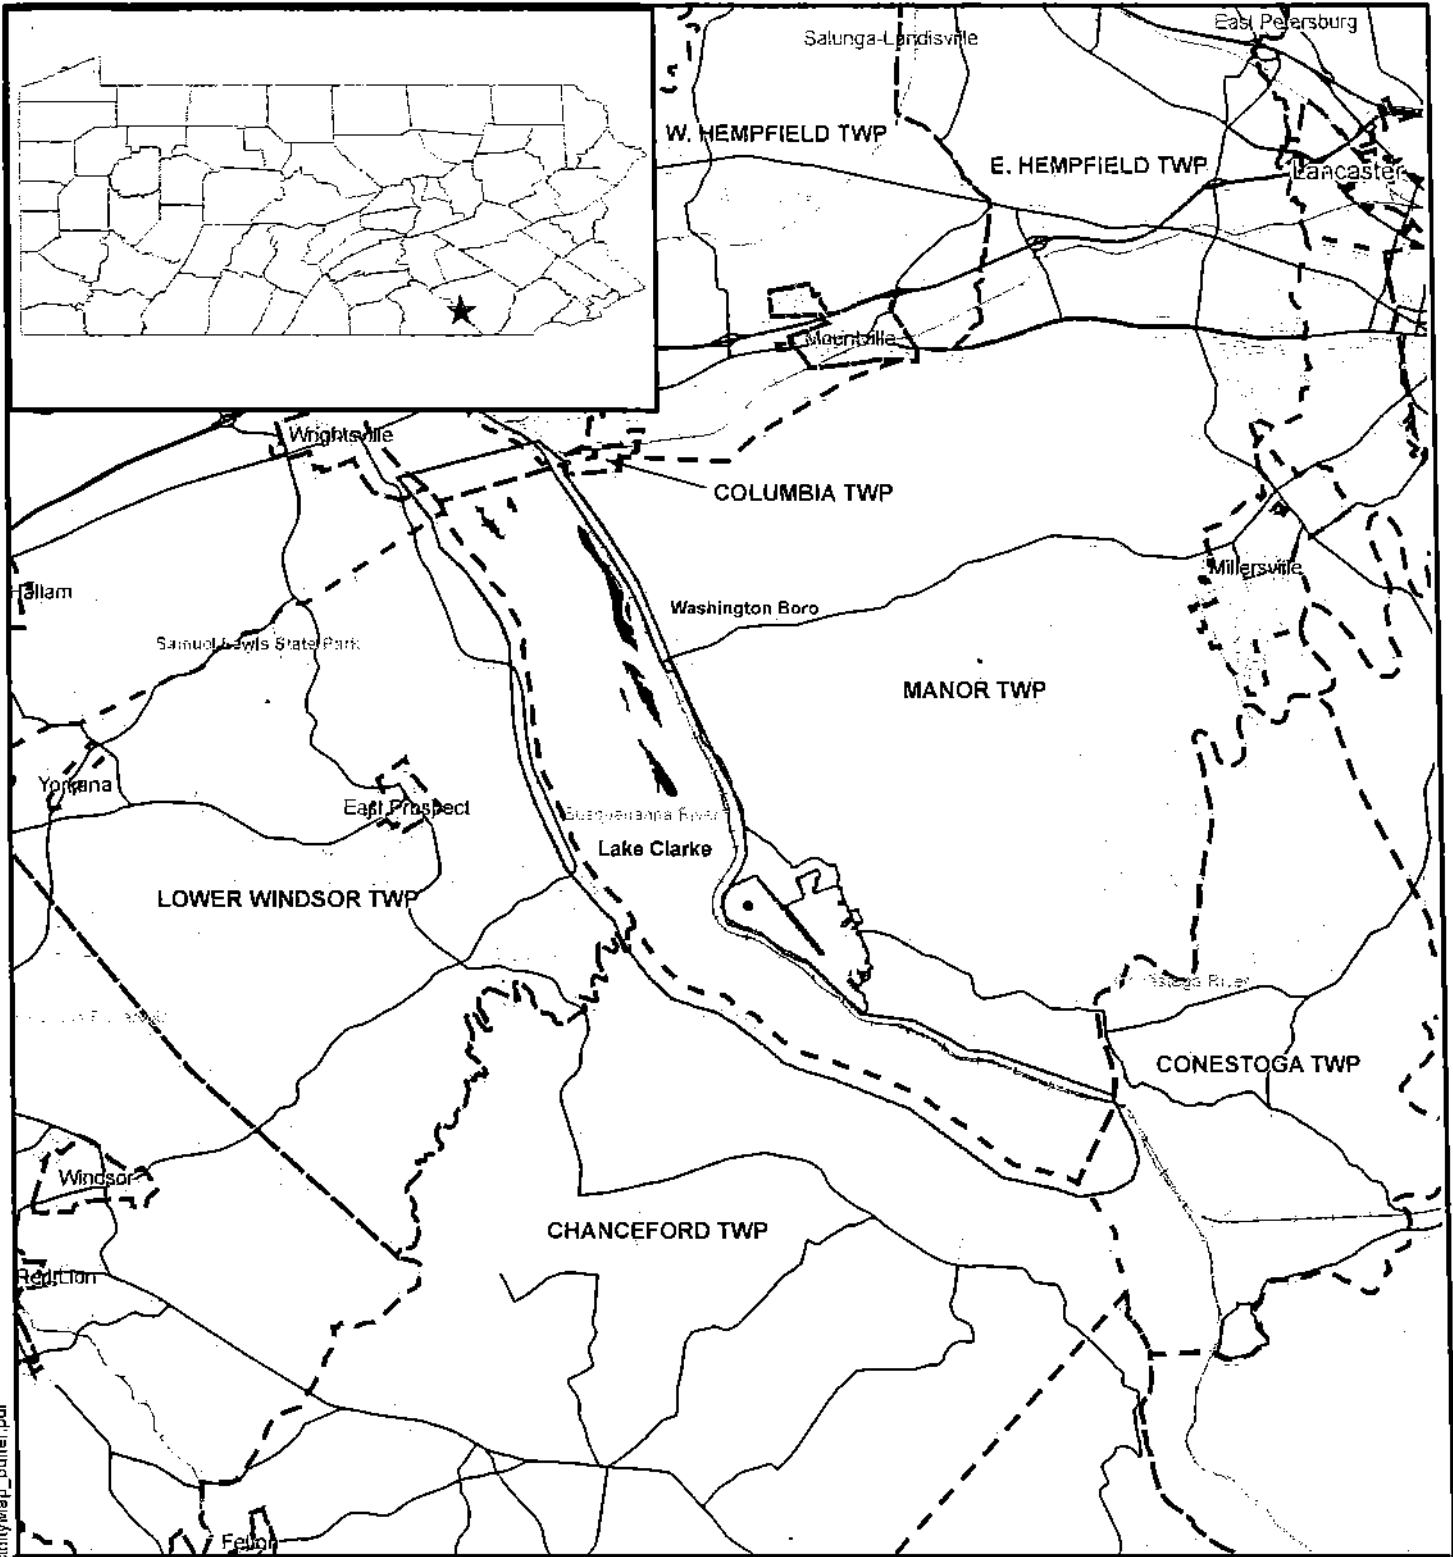 East Petersburg
Salunga-Landisville
W. HEMPFIELD TWP
E. HEMPFIELD TWP
Lancaster
Mountville
Wrightsville
COLUMBIA TWP
Millersville
Hallam
Washington Boro
Samuel Lewis State Park
MANOR TWP
Yorkana
East Prospect
Susquehanna River
Lake Clarke
LOWER WINDSOR TWP
River
CONESTOGA TWP
Windsor
CHANCEFORD TWP
Red Lion
Felton